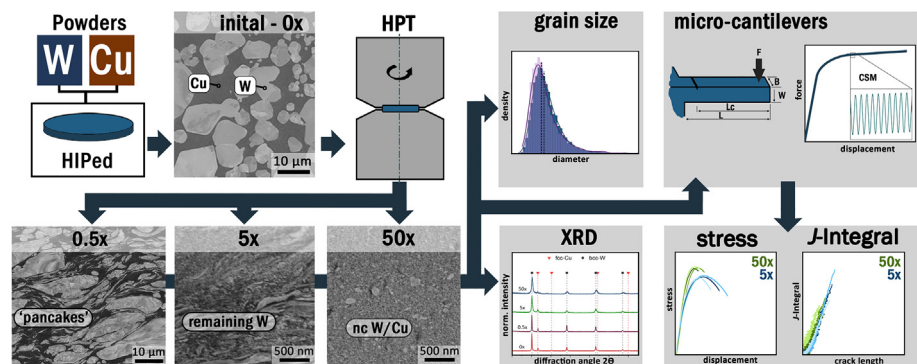 Powders
W Cu
HIPed
inital - 0x
Cu
W
10 µm
HPT
grain size
density
diameter
micro-cantilevers
F
B
W
Lc
L
force
CSM
displacement
0.5x
'pancakes'
10 µm
5x
remaining W
500 nm
50x
nc W/Cu
500 nm
XRD
fcc-Cu
bcc-W
norm. intensity
50x
5x
0.5x
0x
diffraction angle 2Θ
stress
50x
5x
stress
displacement
J-Integral
50x
5x
J-Integral
crack length